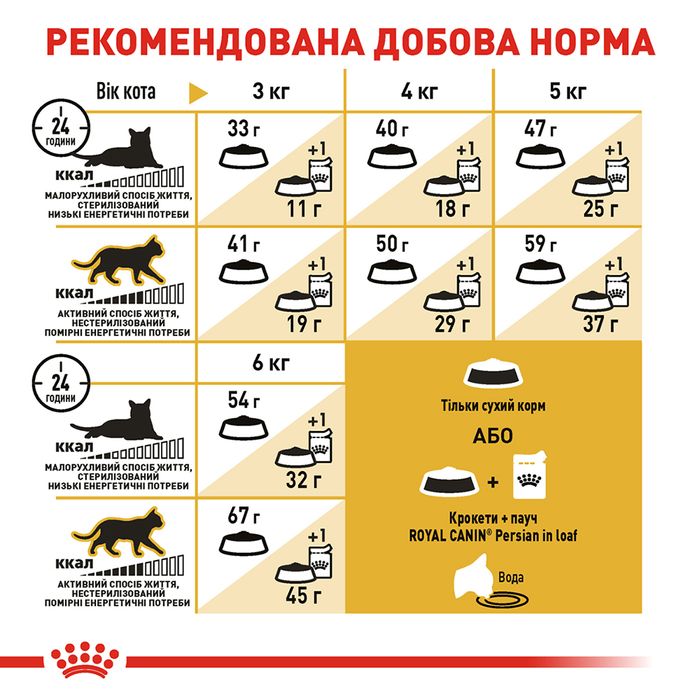 РЕКОМЕНДОВАНА ДОБОВА НОРМА
Вік кота 3 кг 4 кг 5 кг
24
ГОДИНИ
ккал
МАЛОРУХЛИВИЙ СПОСІБ ЖИТТЯ,
СТЕРИЛІЗОВАНИЙ
НИЗЬКІ ЕНЕРГЕТИЧНІ ПОТРЕБИ
33 г
+1
11 г
40 г
+1
18 г
47 г
+1
25 г
ккал
АКТИВНИЙ СПОСІБ ЖИТТЯ,
НЕСТЕРИЛІЗОВАНИЙ
ПОМІРНІ ЕНЕРГЕТИЧНІ ПОТРЕБИ
41 г
+1
19 г
50 г
+1
29 г
59 г
+1
37 г
6 кг
24
ГОДИНИ
ккал
МАЛОРУХЛИВИЙ СПОСІБ ЖИТТЯ,
СТЕРИЛІЗОВАНИЙ
НИЗЬКІ ЕНЕРГЕТИЧНІ ПОТРЕБИ
54 г
+1
32 г
ккал
АКТИВНИЙ СПОСІБ ЖИТТЯ,
НЕСТЕРИЛІЗОВАНИЙ
ПОМІРНІ ЕНЕРГЕТИЧНІ ПОТРЕБИ
67 г
+1
45 г
Тільки сухий корм
АБО
+
Крокети + пауч
ROYAL CANIN® Persian in loaf
Вода